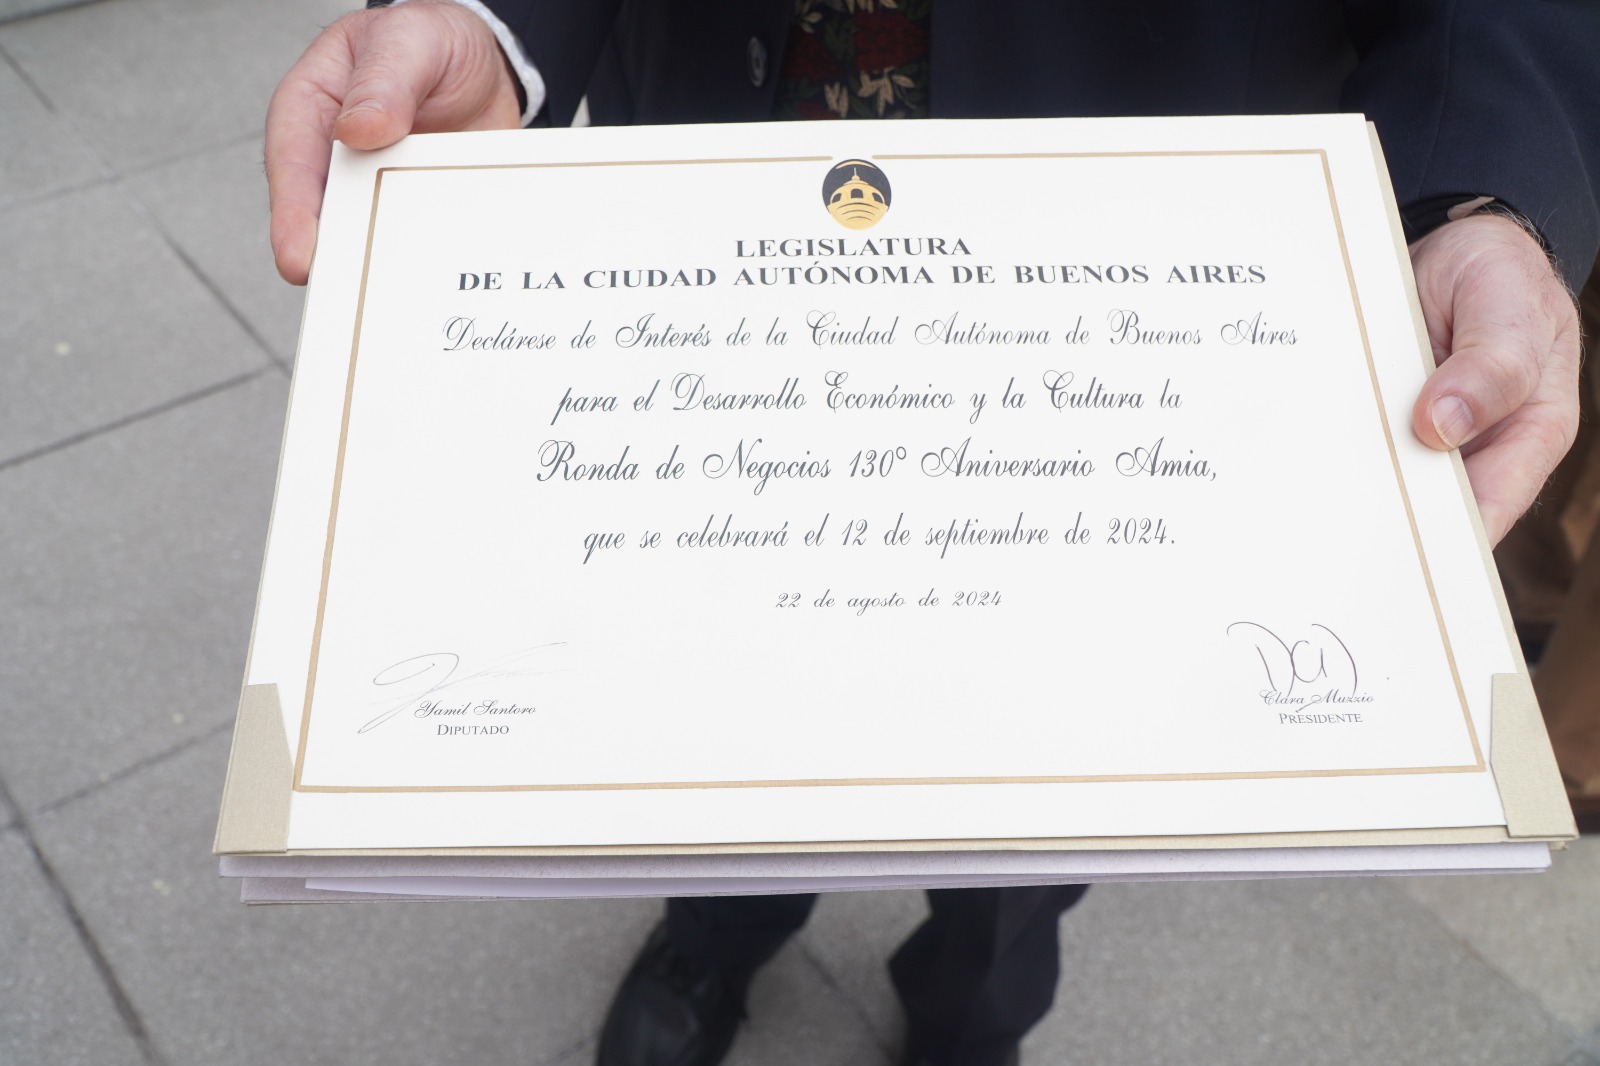 LEGISLATURA
DE LA CIUDAD AUTÓNOMA DE BUENOS AIRES
Declárese de Interés de la Ciudad Autónoma de Buenos Aires
para el Desarrollo Económico y la Cultura la
Ronda de Negocios 130° Aniversario Amia,
que se celebrará el 12 de septiembre de 2024.
22 de agosto de 2024
Yamil Santoro
DIPUTADO
Clara Muzzio
PRESIDENTE